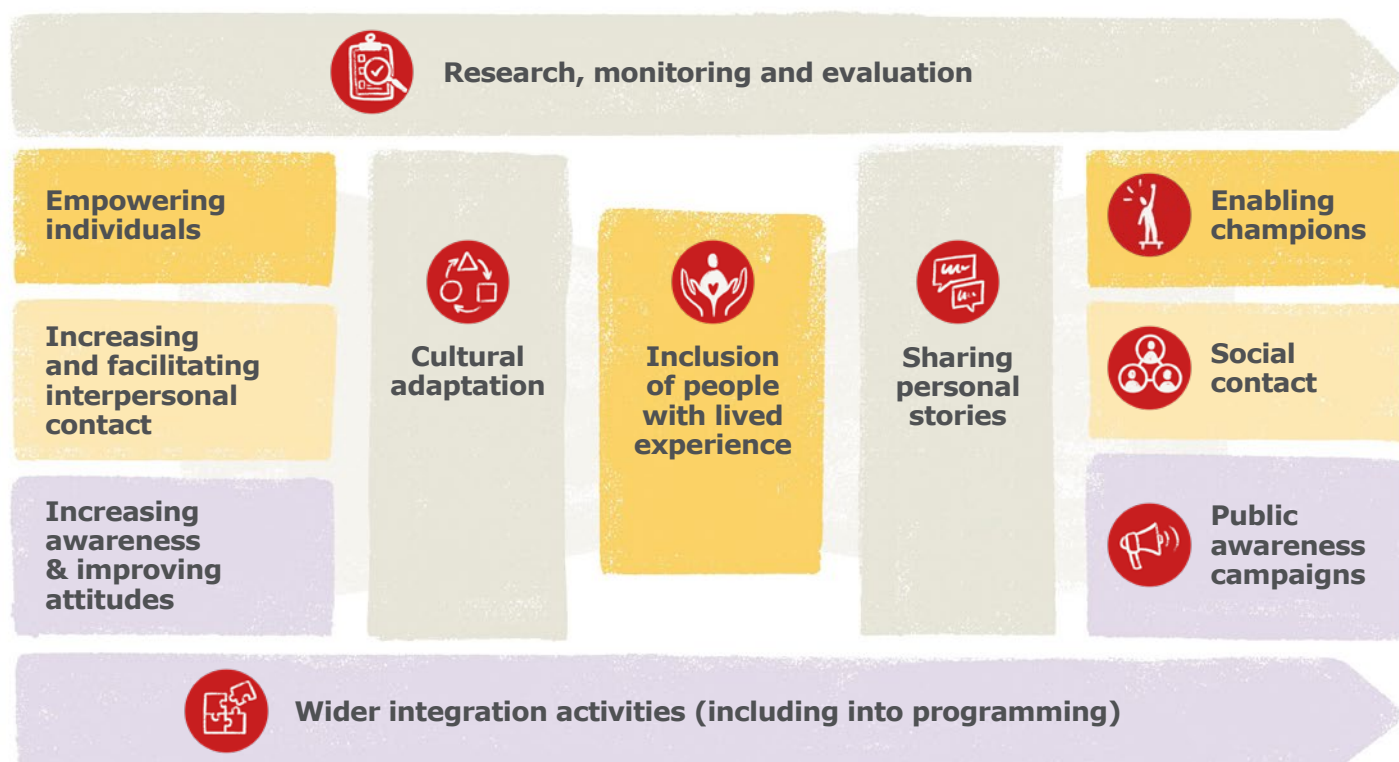 Research, monitoring and evaluation
Empowering
individuals
Increasing
and facilitating
interpersonal
contact
Increasing
awareness
& improving
attitudes
Cultural
adaptation
Inclusion
of people
with lived
experience
Sharing
personal
stories
Enabling
champions
Social
contact
Public
awareness
campaigns
Wider integration activities (including into programming)